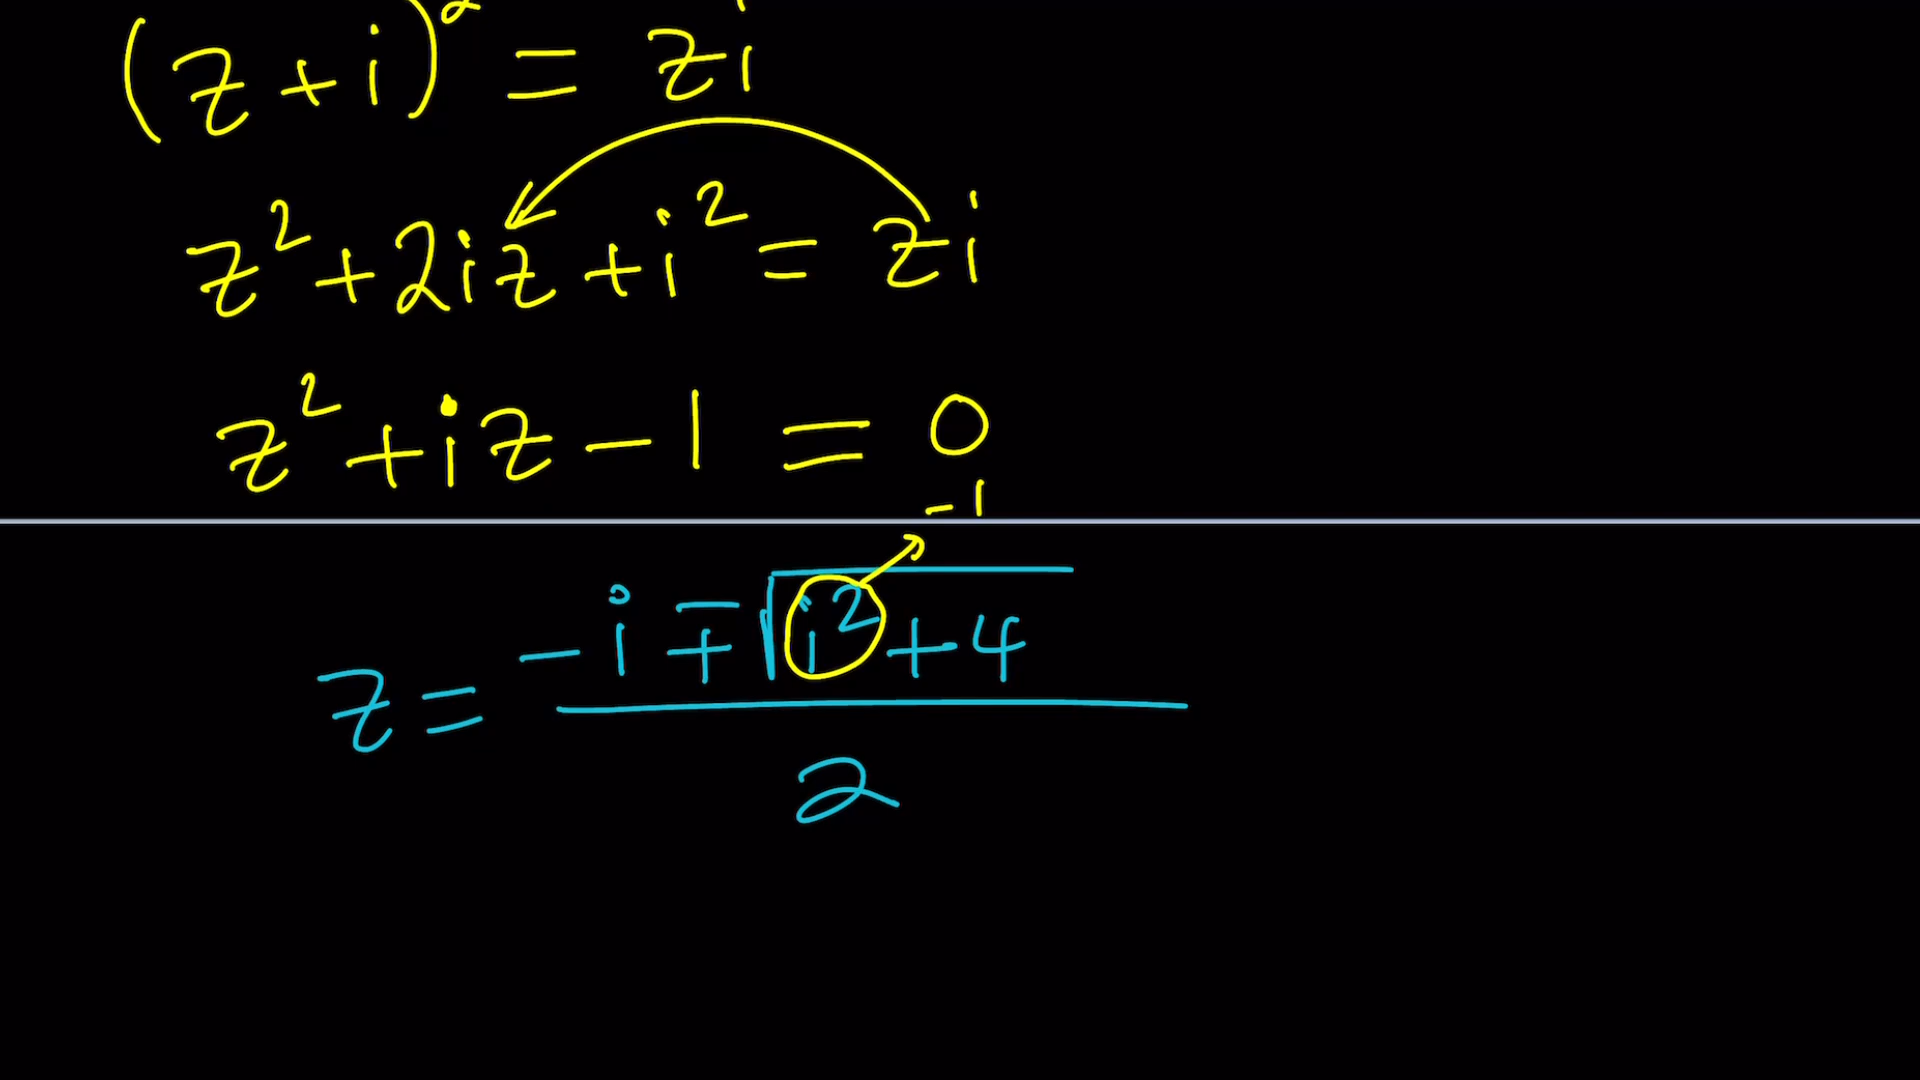 (z+i)² = zi
z²+2iz+i² = zi
z²+iz-1 = 0
-1
z = (-i ∓ √(i²+4))/2